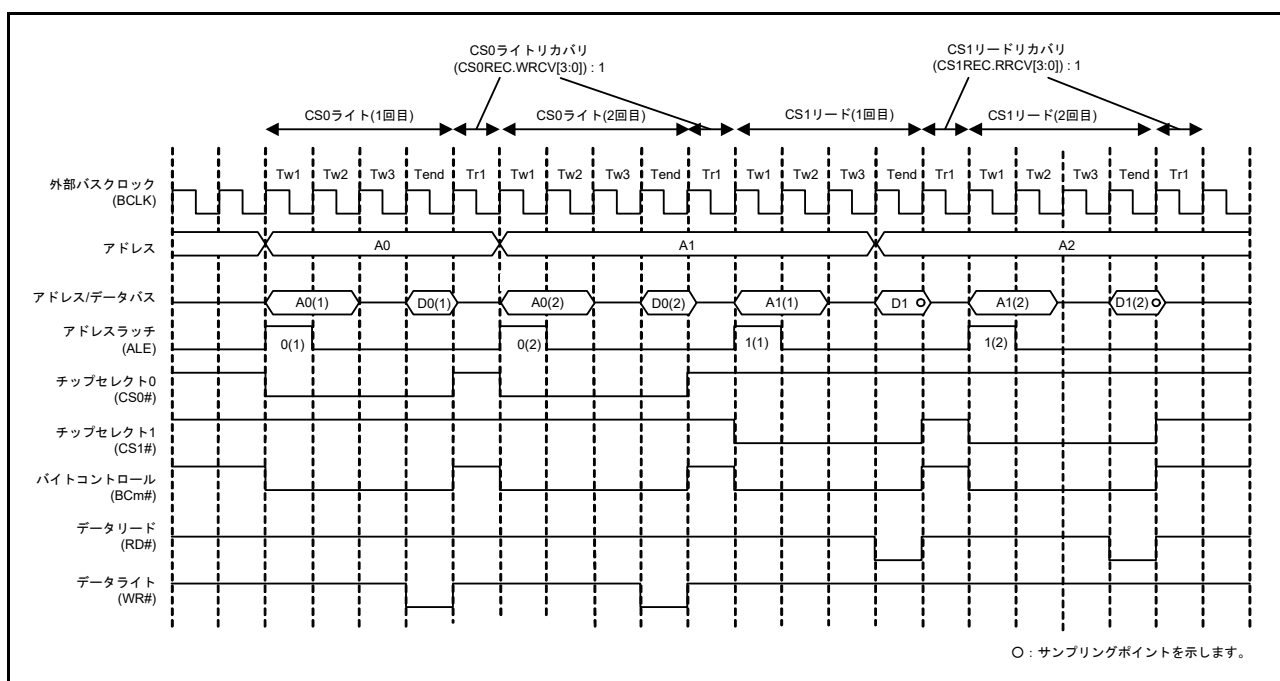 CS0ライトリカバリ
(CS0REC.WRCV[3:0]) : 1
CS1リードリカバリ
(CS1REC.RRCV[3:0]) : 1
CS0ライト(1回目)
CS0ライト(2回目)
CS1リード(1回目)
CS1リード(2回目)
Tw1 Tw2 Tw3 Tend Tr1 Tw1 Tw2 Tw3 Tend Tr1 Tw1 Tw2 Tw3 Tend Tr1 Tw1 Tw2 Tw3 Tend Tr1
外部バスクロック
(BCLK)
アドレス
A0 A1 A2
アドレス/データバス
A0(1) D0(1) A0(2) D0(2) A1(1) D1 A1(2) D1(2)
アドレスラッチ
(ALE)
0(1) 0(2) 1(1) 1(2)
チップセレクト0
(CS0#)
チップセレクト1
(CS1#)
バイトコントロール
(BCm#)
データリード
(RD#)
データライト
(WR#)
○ : サンプリングポイントを示します。